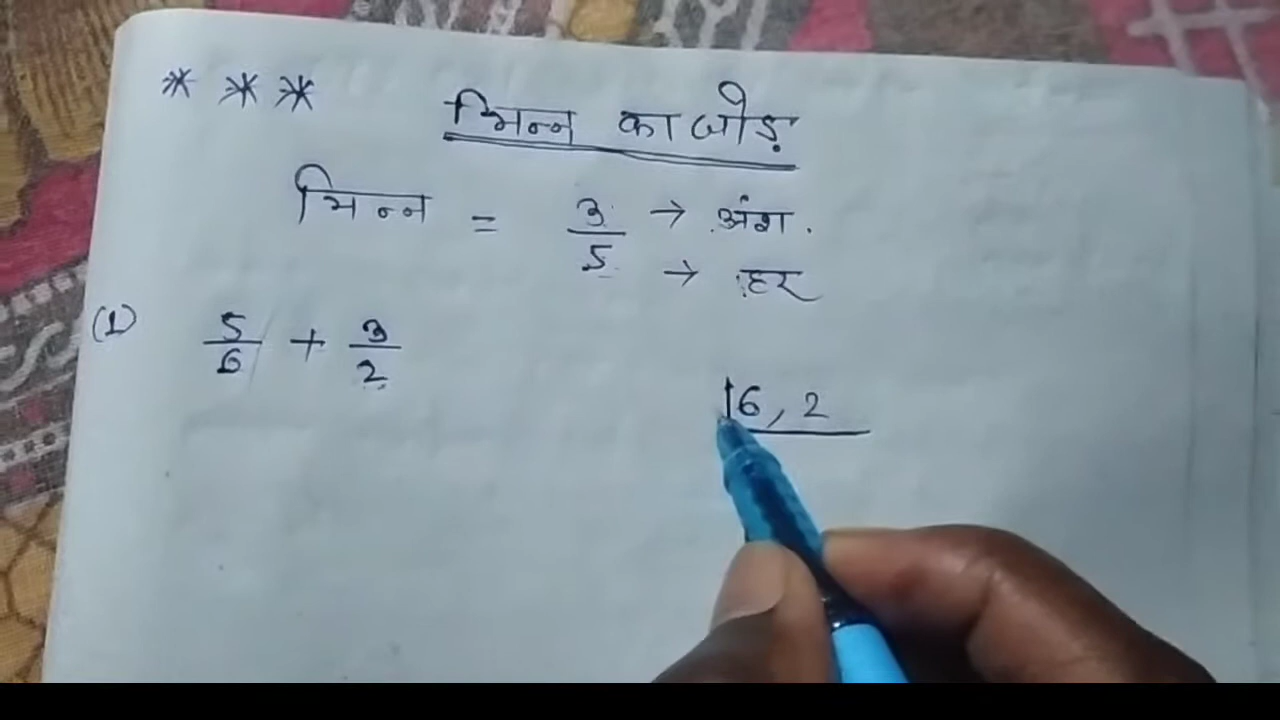 * * * भिन्न का जोड़
भिन्न = 3/5 → अंश.
→ हर
(1) 5/6 + 3/2
6, 2